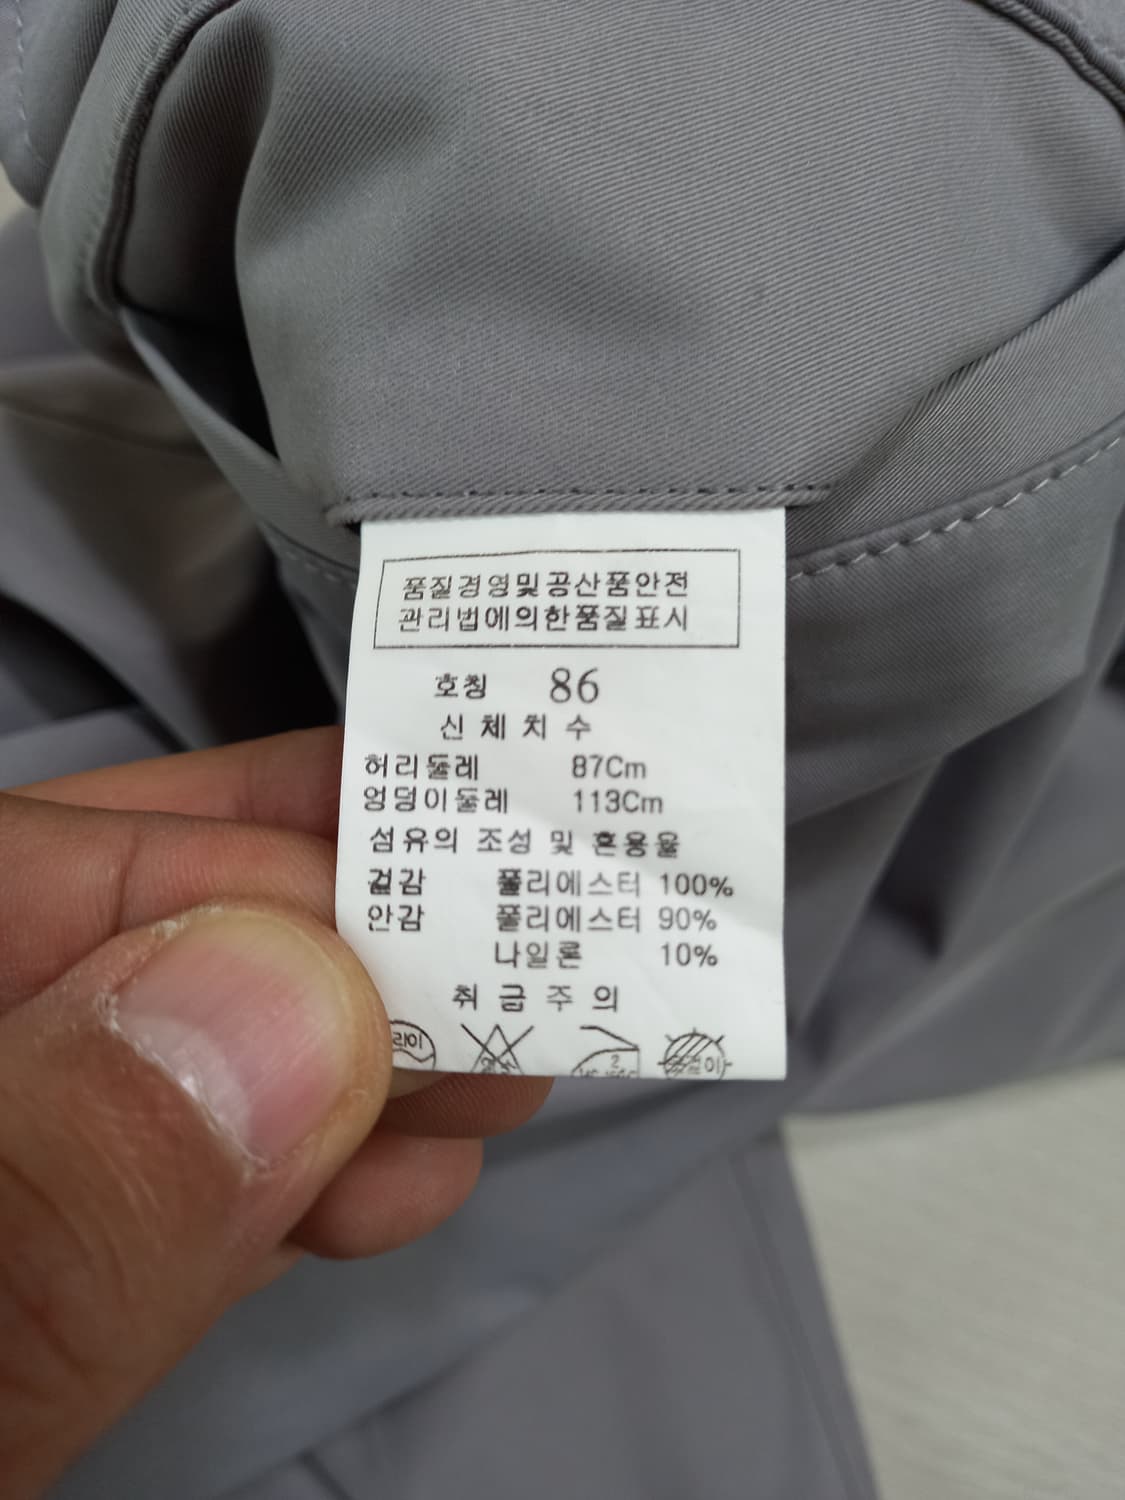 품질경영및공산품안전
관리법에의한품질표시
호칭 86
신체치수
허리둘레 87Cm
엉덩이둘레 113Cm
섬유의 조성 및 혼용율
겉감 폴리에스터 100%
안감 폴리에스터 90%
나일론 10%
취급주의
라이 2